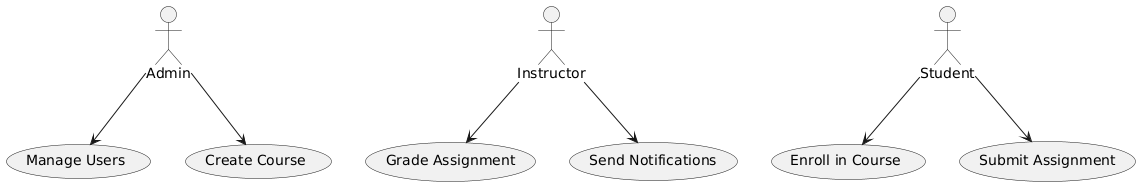 Admin
Instructor
Student
Manage Users
Create Course
Grade Assignment
Send Notifications
Enroll in Course
Submit Assignment